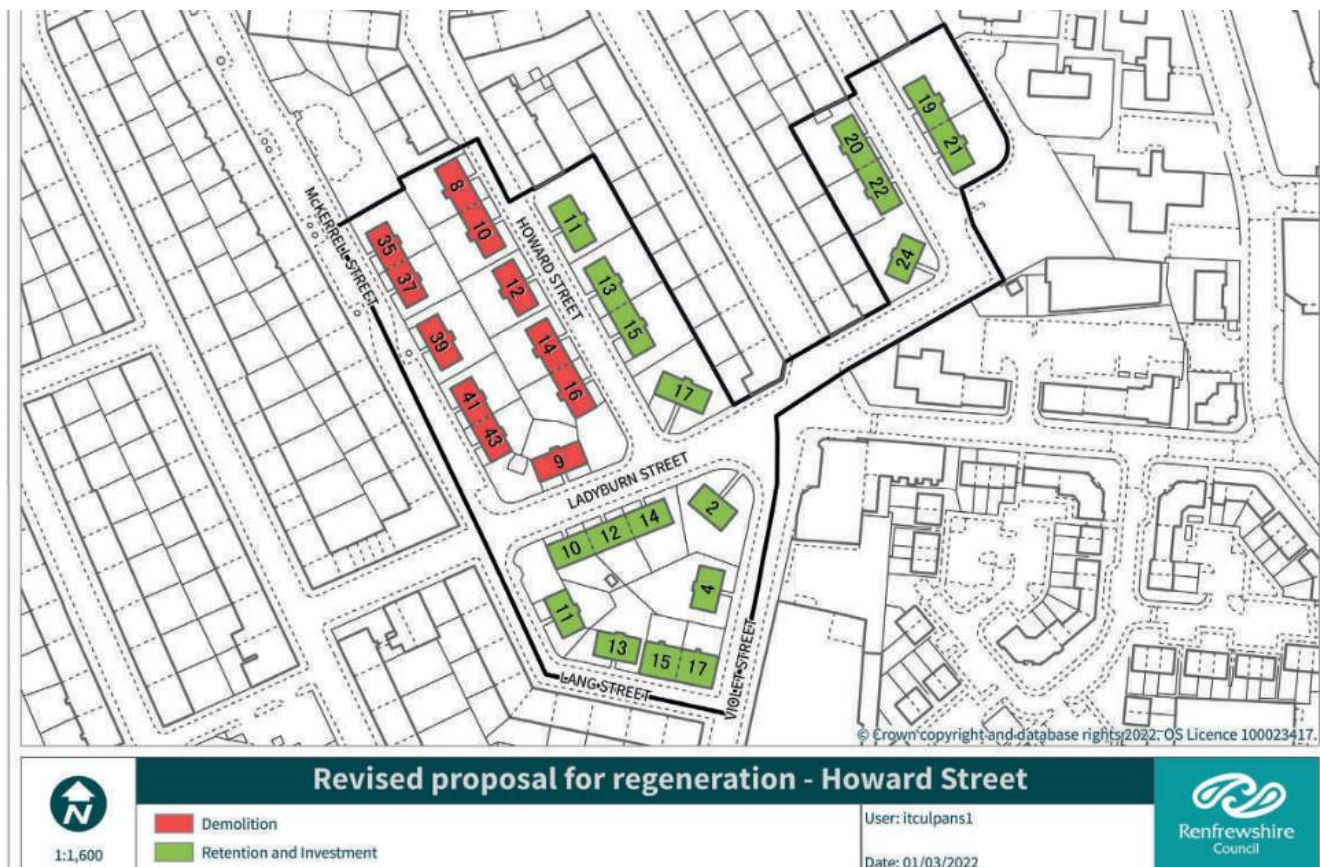 19
21
20
22
24
8
10
12
14
16
HOWARD STREET
11
13
15
17
McKERRELL STREET
35
37
39
41
43
9
LADYBURN STREET
10
12
14
2
4
11
13
15
17
LANG STREET
VIOLET STREET
© Crown copyright and database rights 2022. OS Licence 100023417.
N
1:1,600
Revised proposal for regeneration - Howard Street
Demolition
Retention and Investment
User: itculpans1
Date: 01/03/2022
Renfrewshire
Council